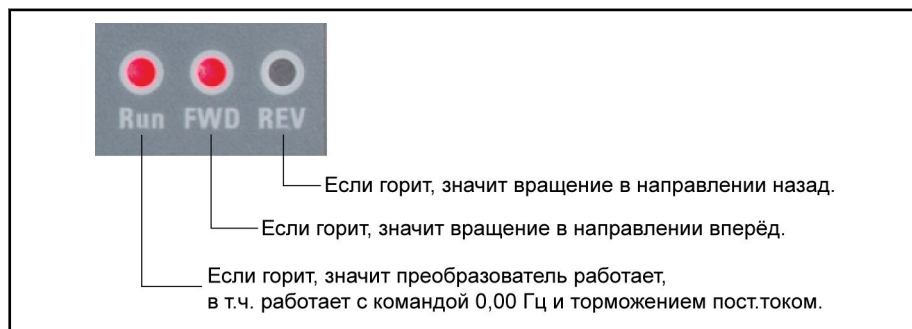 Run FWD REV
Если горит, значит вращение в направлении назад.
Если горит, значит вращение в направлении вперёд.
Если горит, значит преобразователь работает,
в т.ч. работает с командой 0,00 Гц и торможением пост.током.